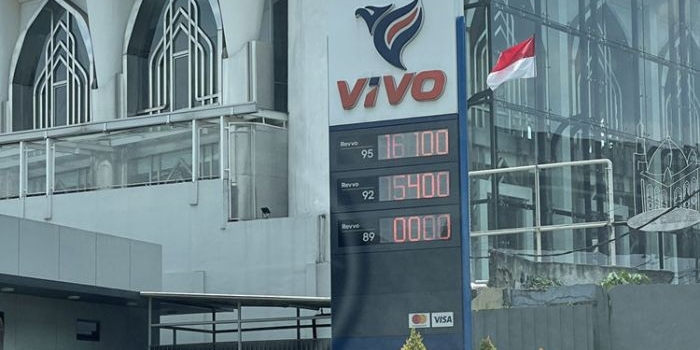 VIVO
Revvo 95 16100
Revvo 92 15400
Revvo 89 0000
VISA